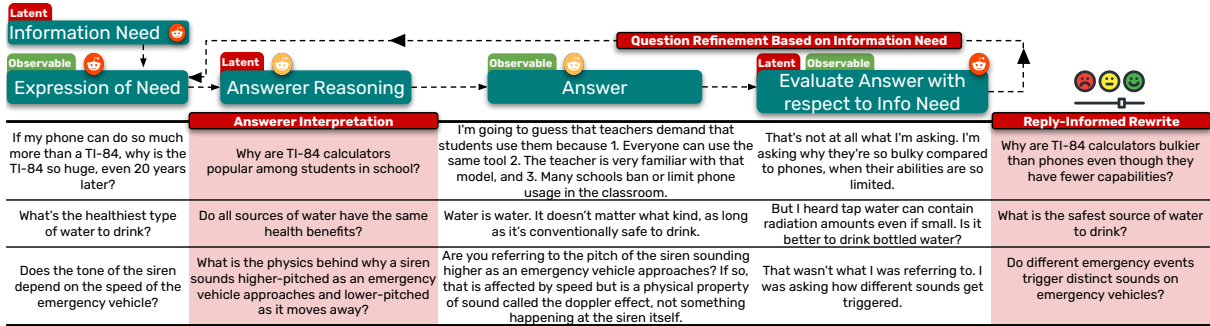 Latent
Information Need
Question Refinement Based on Information Need
Observable
Expression of Need
Latent
Answerer Reasoning
Observable
Answer
Latent
Observable
Evaluate Answer with
respect to Info Need
Answerer Interpretation
Reply-Informed Rewrite
If my phone can do so much
more than a TI-84, why is the
TI-84 so huge, even 20 years
later?
Why are TI-84 calculators
popular among students in school?
I'm going to guess that teachers demand that
students use them because 1. Everyone can use the
same tool 2. The teacher is very familiar with that
model, and 3. Many schools ban or limit phone
usage in the classroom.
That's not at all what I'm asking. I'm
asking why they're so bulky compared
to phones, when their abilities are so
limited.
Why are TI-84 calculators bulkier
than phones even though they
have fewer capabilities?
What's the healthiest type
of water to drink?
Do all sources of water have the same
health benefits?
Water is water. It doesn't matter what kind, as long
as it's conventionally safe to drink.
But I heard tap water can contain
radiation amounts even if small. Is it
better to drink bottled water?
What is the safest source of water
to drink?
Does the tone of the siren
depend on the speed of the
emergency vehicle?
What is the physics behind why a siren
sounds higher-pitched as an emergency
vehicle approaches and lower-pitched
as it moves away?
Are you referring to the pitch of the siren sounding
higher as an emergency vehicle approaches? If so,
that is affected by speed but is a physical property
of sound called the doppler effect, not something
happening at the siren itself.
That wasn't what I was referring to. I
was asking how different sounds get
triggered.
Do different emergency events
trigger distinct sounds on
emergency vehicles?